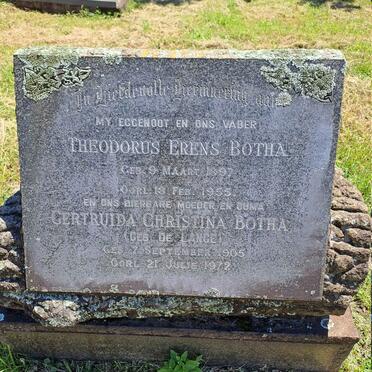 In Liefdevolle Herinnering aan
MY EGGENOOT EN ONS VADER
THEODORUS ERENS BOTHA
GEB. 9 MAART 1897
OORL. 18 FEB. 1955
EN ONS DIERBARE MOEDER EN OUMA
GERTRUIDA CHRISTINA BOTHA
(GEB. DE LANGE)
GEB. SEPTEMBER 1905
OORL. 21 JULIE 1972